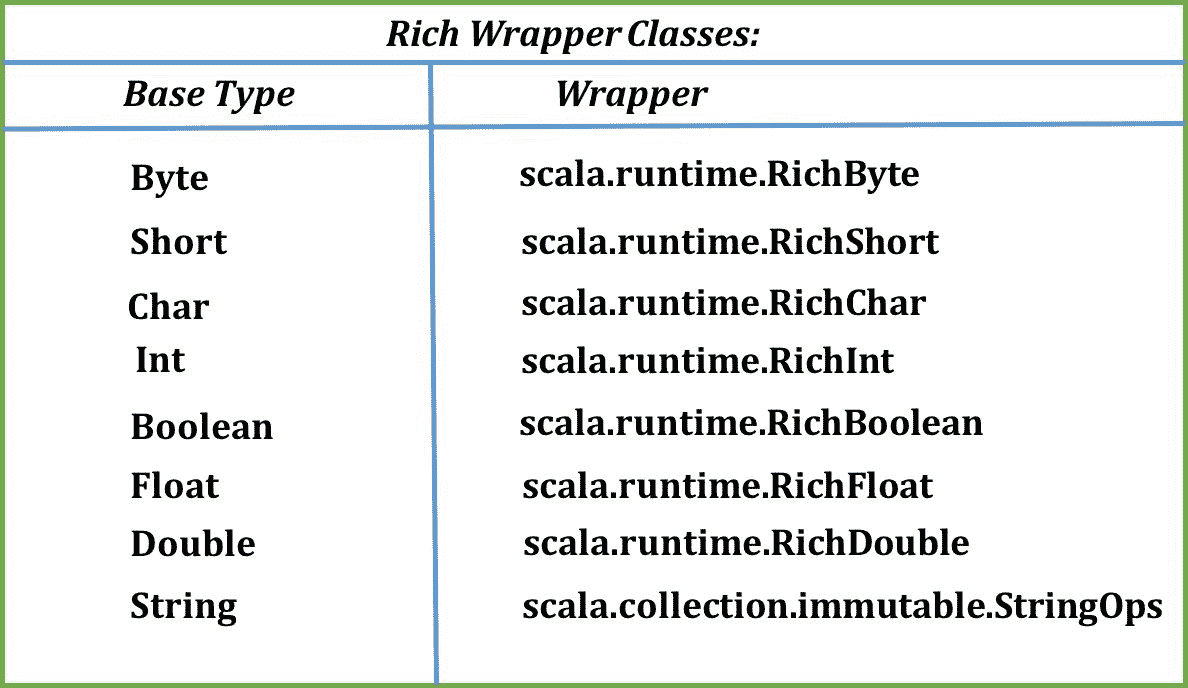 Rich Wrapper Classes:
Base Type Wrapper
Byte scala.runtime.RichByte
Short scala.runtime.RichShort
Char scala.runtime.RichChar
Int scala.runtime.RichInt
Boolean scala.runtime.RichBoolean
Float scala.runtime.RichFloat
Double scala.runtime.RichDouble
String scala.collection.immutable.StringOps